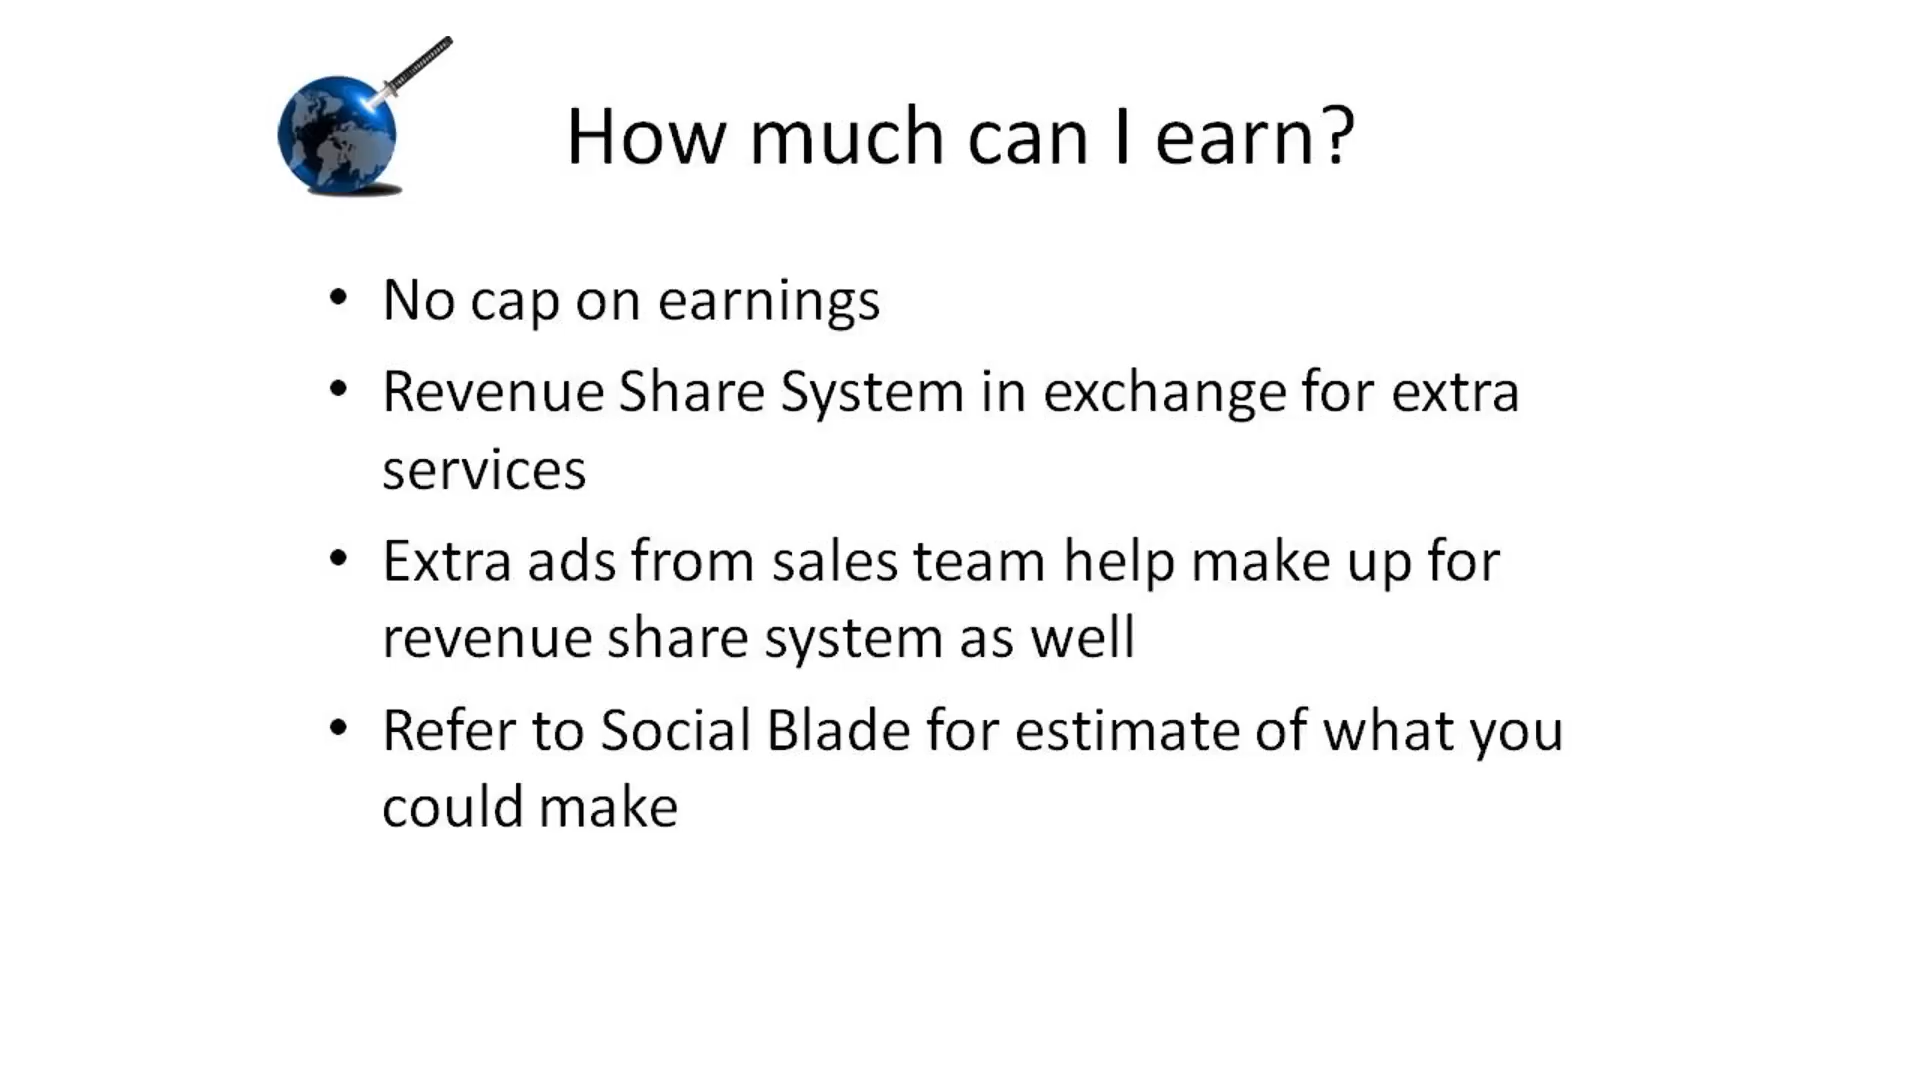 How much can I earn?
• No cap on earnings
• Revenue Share System in exchange for extra
services
• Extra ads from sales team help make up for
revenue share system as well
• Refer to Social Blade for estimate of what you
could make